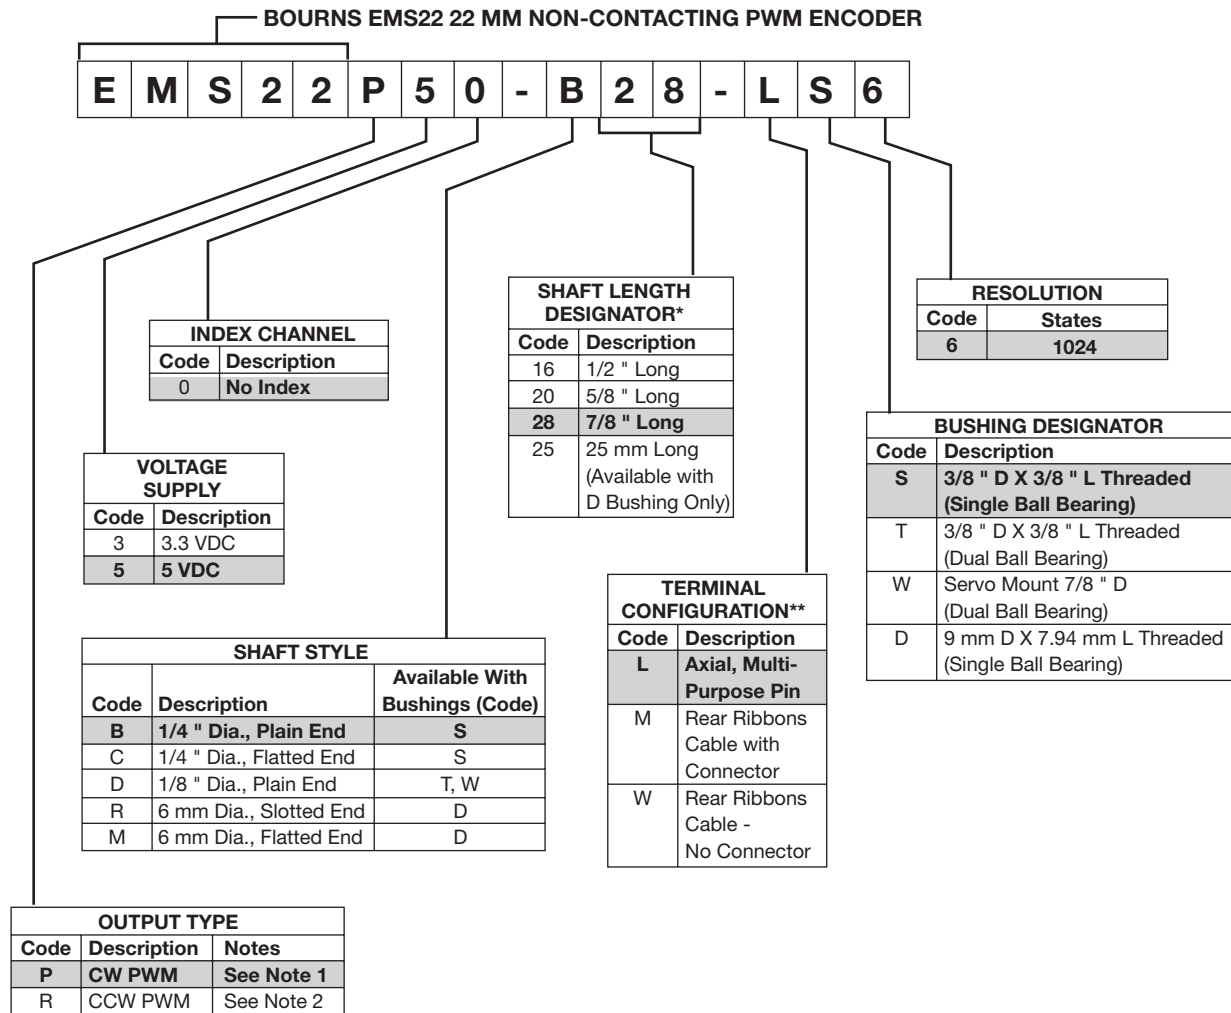 BOURNS EMS22 22 MM NON-CONTACTING PWM ENCODER
E M S 2 2 P 5 0 - B 2 8 - L S 6
INDEX CHANNEL
Code Description
0 No Index
VOLTAGE
SUPPLY
Code Description
3 3.3 VDC
5 5 VDC
SHAFT LENGTH
DESIGNATOR*
Code Description
16 1/2 " Long
20 5/8 " Long
28 7/8 " Long
25 25 mm Long
(Available with
D Bushing Only)
RESOLUTION
Code States
6 1024
BUSHING DESIGNATOR
Code Description
S 3/8 " D X 3/8 " L Threaded
(Single Ball Bearing)
T 3/8 " D X 3/8 " L Threaded
(Dual Ball Bearing)
W Servo Mount 7/8 " D
(Dual Ball Bearing)
D 9 mm D X 7.94 mm L Threaded
(Single Ball Bearing)
TERMINAL
CONFIGURATION**
Code Description
L Axial, Multi-
Purpose Pin
M Rear Ribbons
Cable with
Connector
W Rear Ribbons
Cable -
No Connector
SHAFT STYLE
Available With
Code Description Bushings (Code)
B 1/4 " Dia., Plain End S
C 1/4 " Dia., Flatted End S
D 1/8 " Dia., Plain End T, W
R 6 mm Dia., Slotted End D
M 6 mm Dia., Flatted End D
OUTPUT TYPE
Code Description Notes
P CW PWM See Note 1
R CCW PWM See Note 2